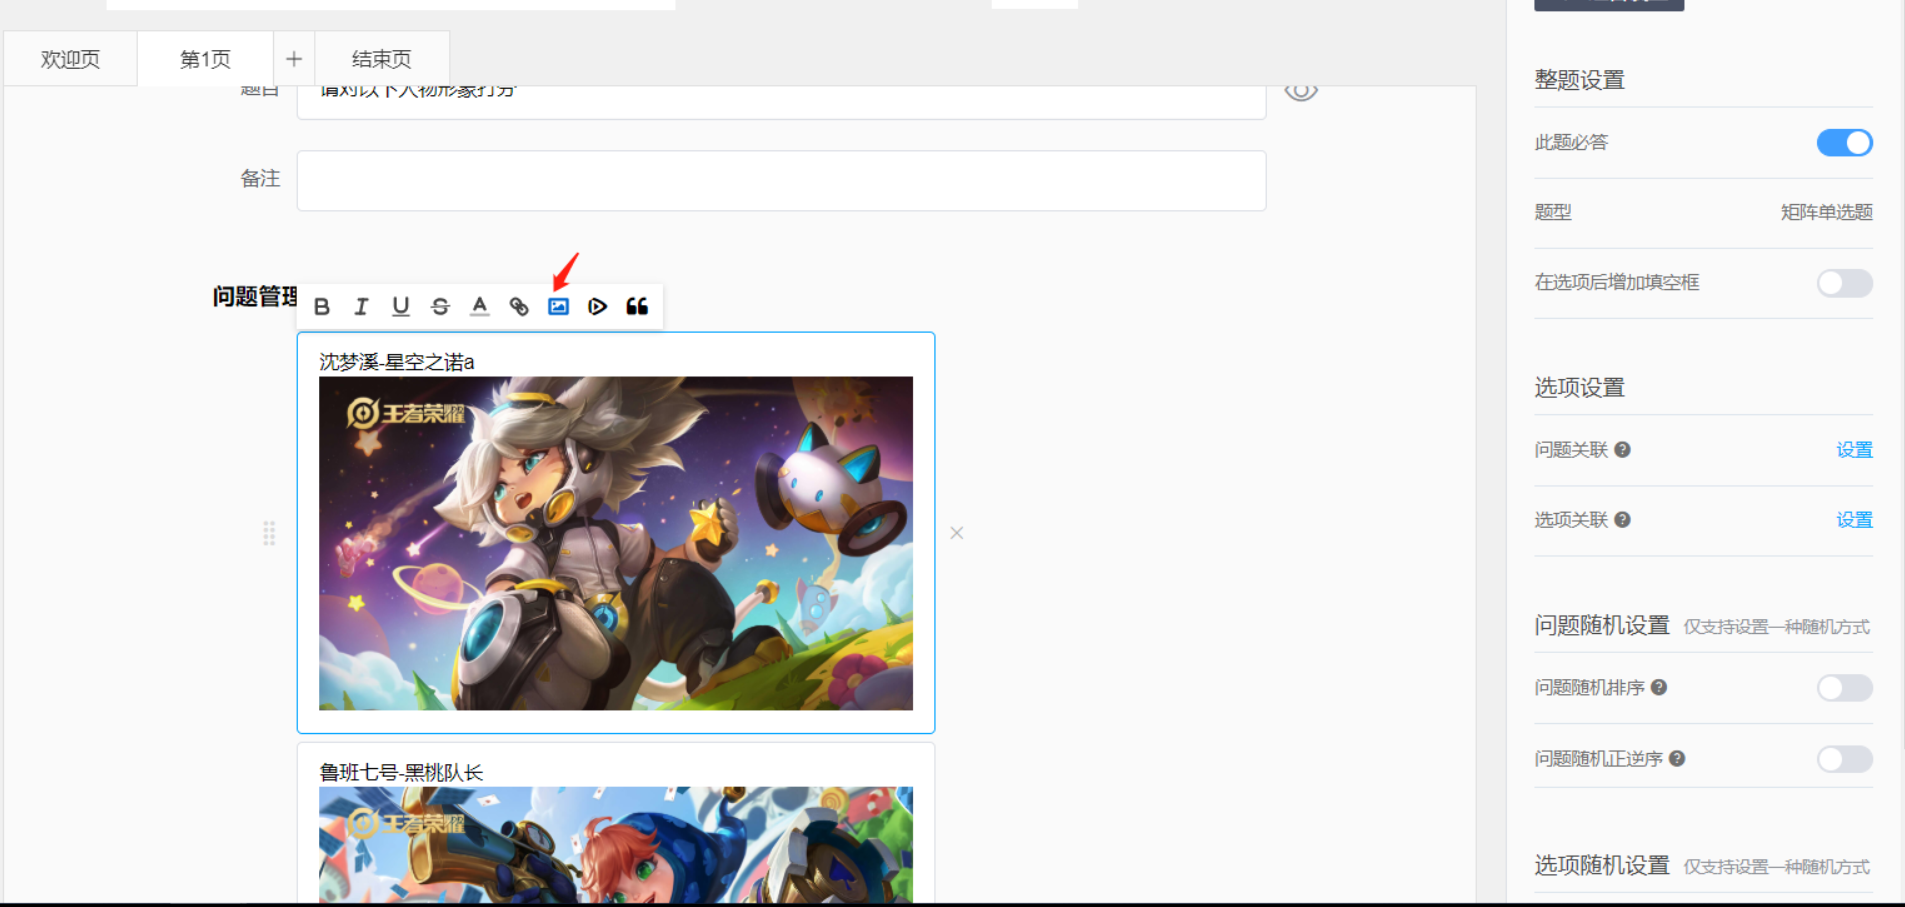 欢迎页
第1页
+
结束页
题目
请对以下人物形象打分
备注
问题管理
B I U S A
沈梦溪-星空之诺a
王者荣耀
鲁班七号-黑桃队长
王者荣耀
整题设置
此题必答
题型 矩阵单选题
在选项后增加填空框
选项设置
问题关联 ? 设置
选项关联 ? 设置
问题随机设置 仅支持设置一种随机方式
问题随机排序 ?
问题随机正逆序 ?
选项随机设置 仅支持设置一种随机方式